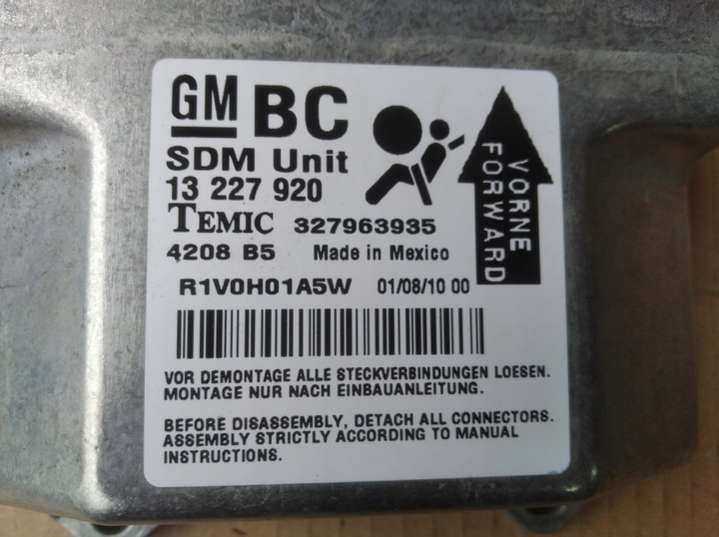 GM BC
SDM Unit
13 227 920
TEMIC 327963935
4208 B5 Made in Mexico
R1V0H01A5W 01/08/10 00
VORNE
FORWARD
VOR DEMONTAGE ALLE STECKVERBINDUNGEN LOESEN.
MONTAGE NUR NACH EINBAUANLEITUNG.
BEFORE DISASSEMBLY, DETACH ALL CONNECTORS.
ASSEMBLY STRICTLY ACCORDING TO MANUAL
INSTRUCTIONS.